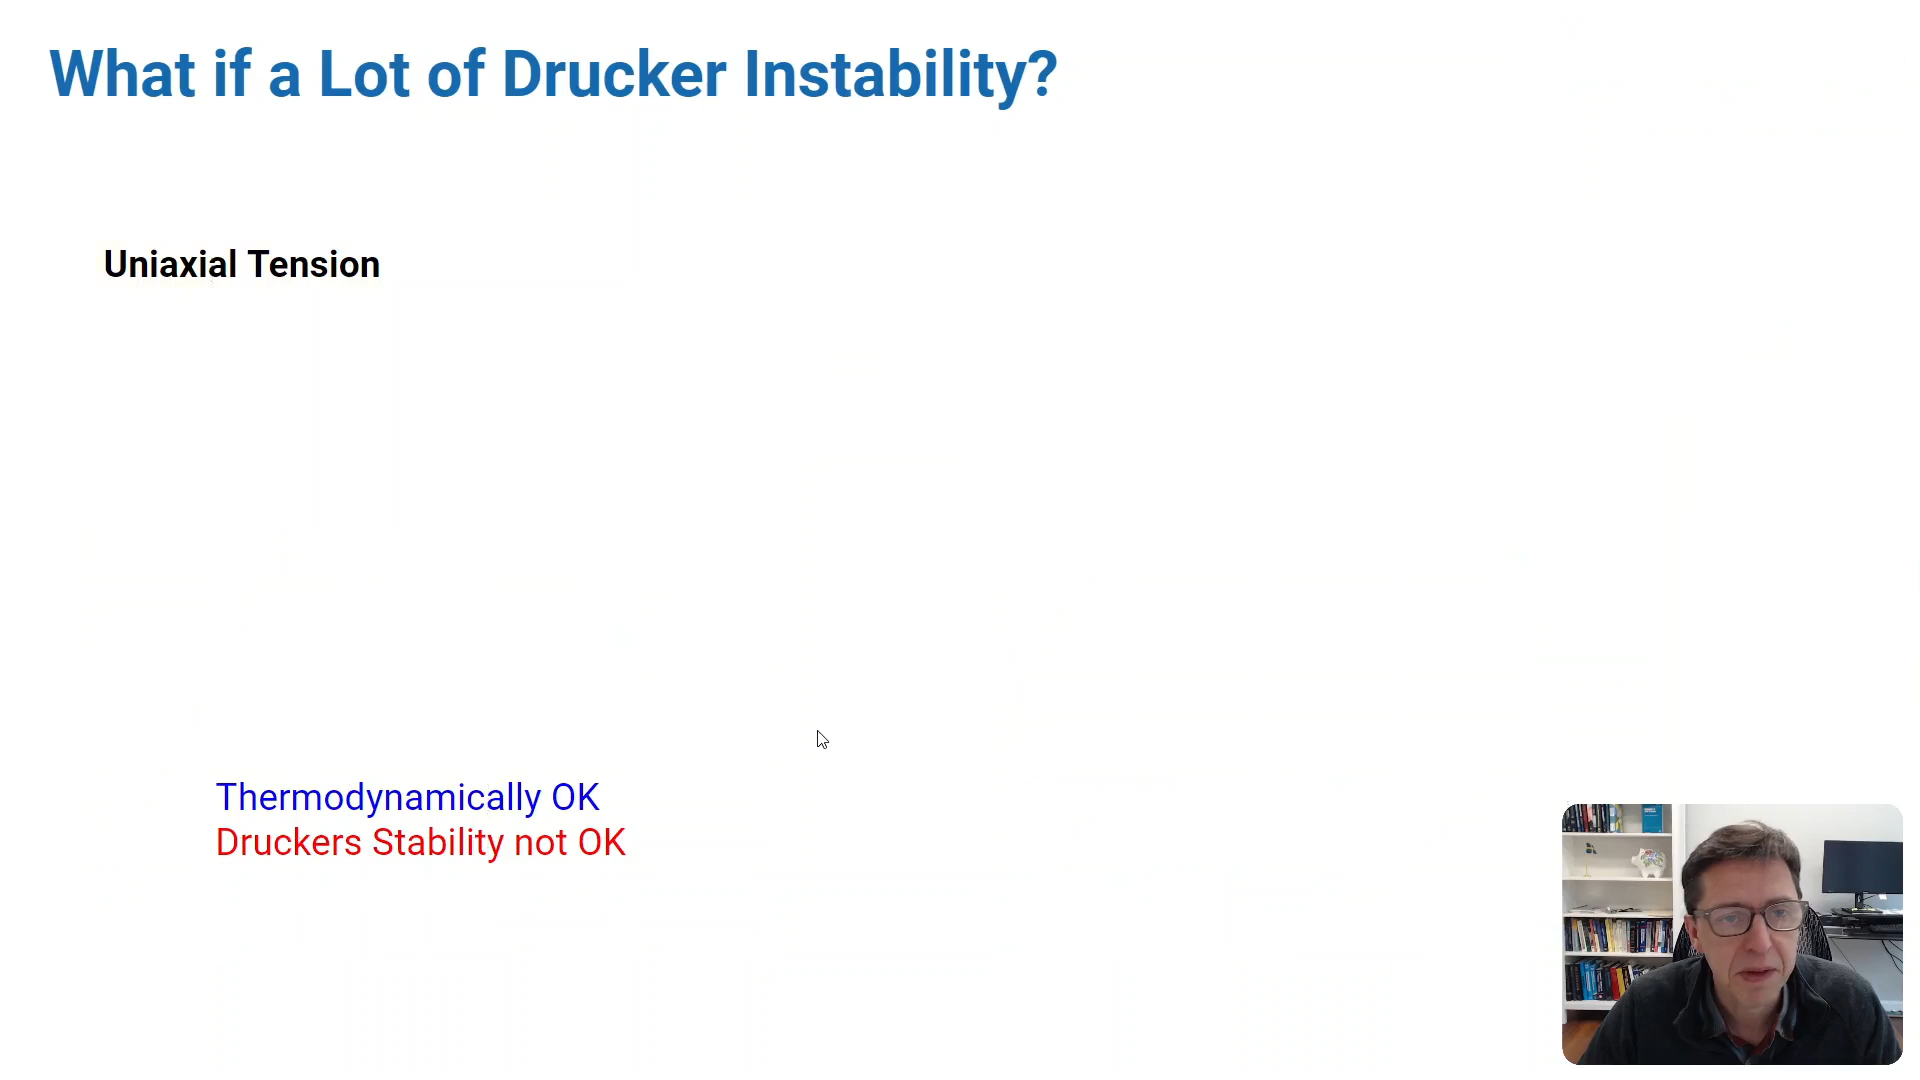 What if a Lot of Drucker Instability?
Uniaxial Tension
Thermodynamically OK
Druckers Stability not OK